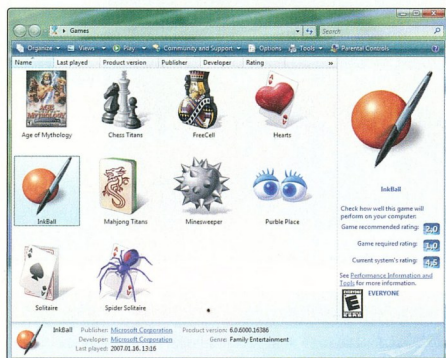 Games
Search
Organize Views Play Community and Support Options Tools Parental Controls
Name Last played Product version Publisher Developer Rating »
Age of Mythology
Chess Titans
FreeCell
Hearts
InkBall
Mahjong Titans
Minesweeper
Purble Place
Solitaire
Spider Solitaire
InkBall
Check how well this game will
perform on your computer:
Game recommended rating: 2,0
Game required rating: 1,0
Current system's rating: 4,6
See Performance Information and
Tools for more information.
EVERYONE
InkBall Publisher: Microsoft Corporation Product version: 6.0.6000.16386
Developer: Microsoft Corporation Genre: Family Entertainment
Last played: 2007.01.16. 13:16